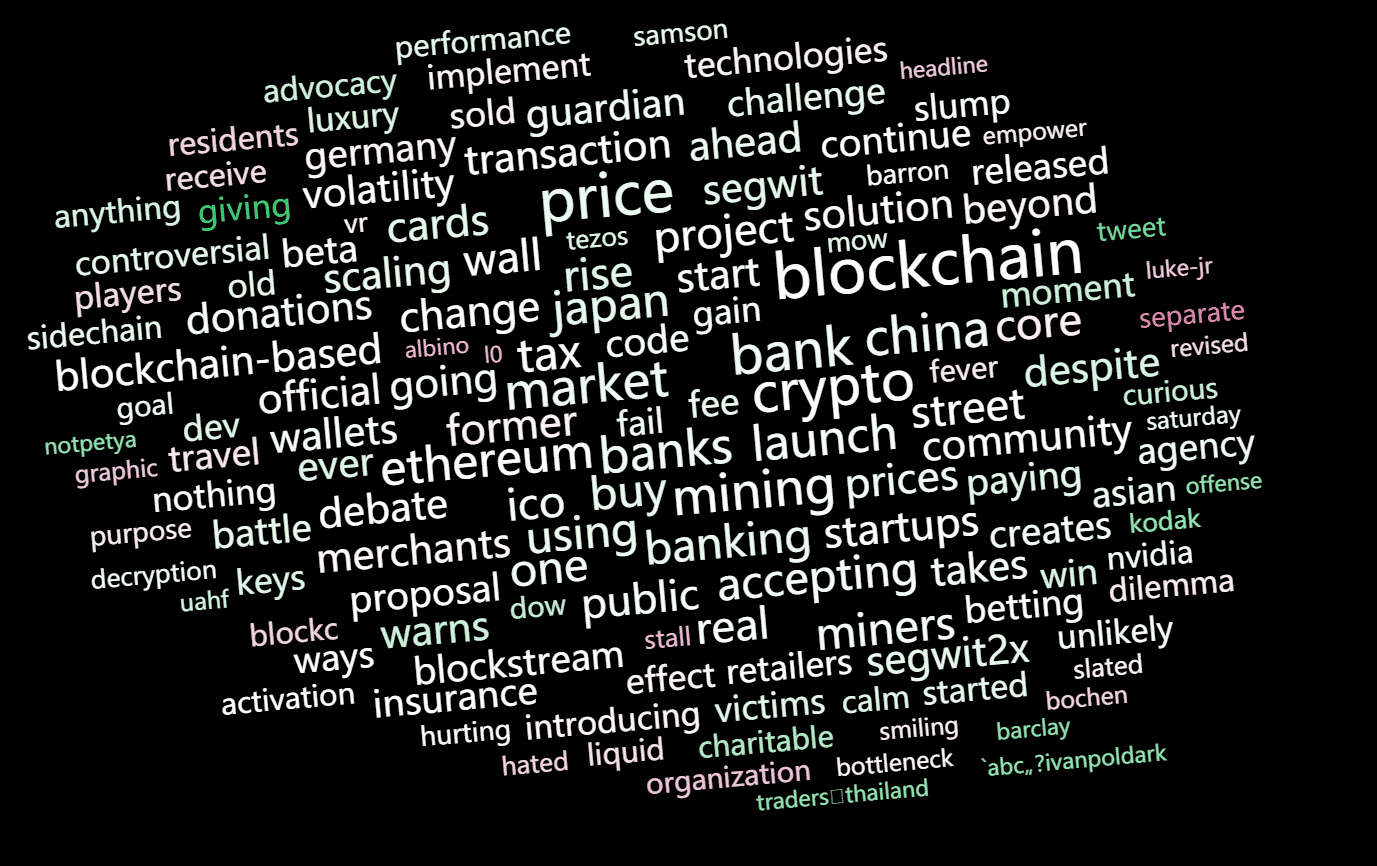 performance
samson
advocacy
implement
technologies
headline
residents
luxury
sold
guardian
challenge
slump
receive
germany
transaction
ahead
continue
empower
anything
giving
volatility
price
segwit
barron
released
controversial
beta
vr
cards
tezos
project
solution
beyond
players
old
scaling
wall
rise
start
mow
blockchain
tweet
sidechain
donations
change
japan
gain
moment
luke-jr
blockchain-based
albino
l0
tax
code
bank
china
core
separate
goal
official
going
market
fee
crypto
fever
despite
revised
notpetya
dev
wallets
former
fail
launch
street
curious
graphic
travel
ever
ethereum
banks
community
saturday
nothing
debate
ico
buy
mining
prices
paying
agency
purpose
battle
merchants
using
banking
startups
creates
asian
offense
decryption
keys
proposal
one
public
accepting
takes
win
nvidia
kodak
uahf
dow
blockc
warns
stall
real
miners
betting
dilemma
ways
blockstream
effect
retailers
segwit2x
unlikely
activation
insurance
victims
calm
started
slated
hurting
introducing
charitable
smiling
bochen
hated
liquid
organization
bottleneck
barclay
`abc„?ivanpoldark
traders□thailand